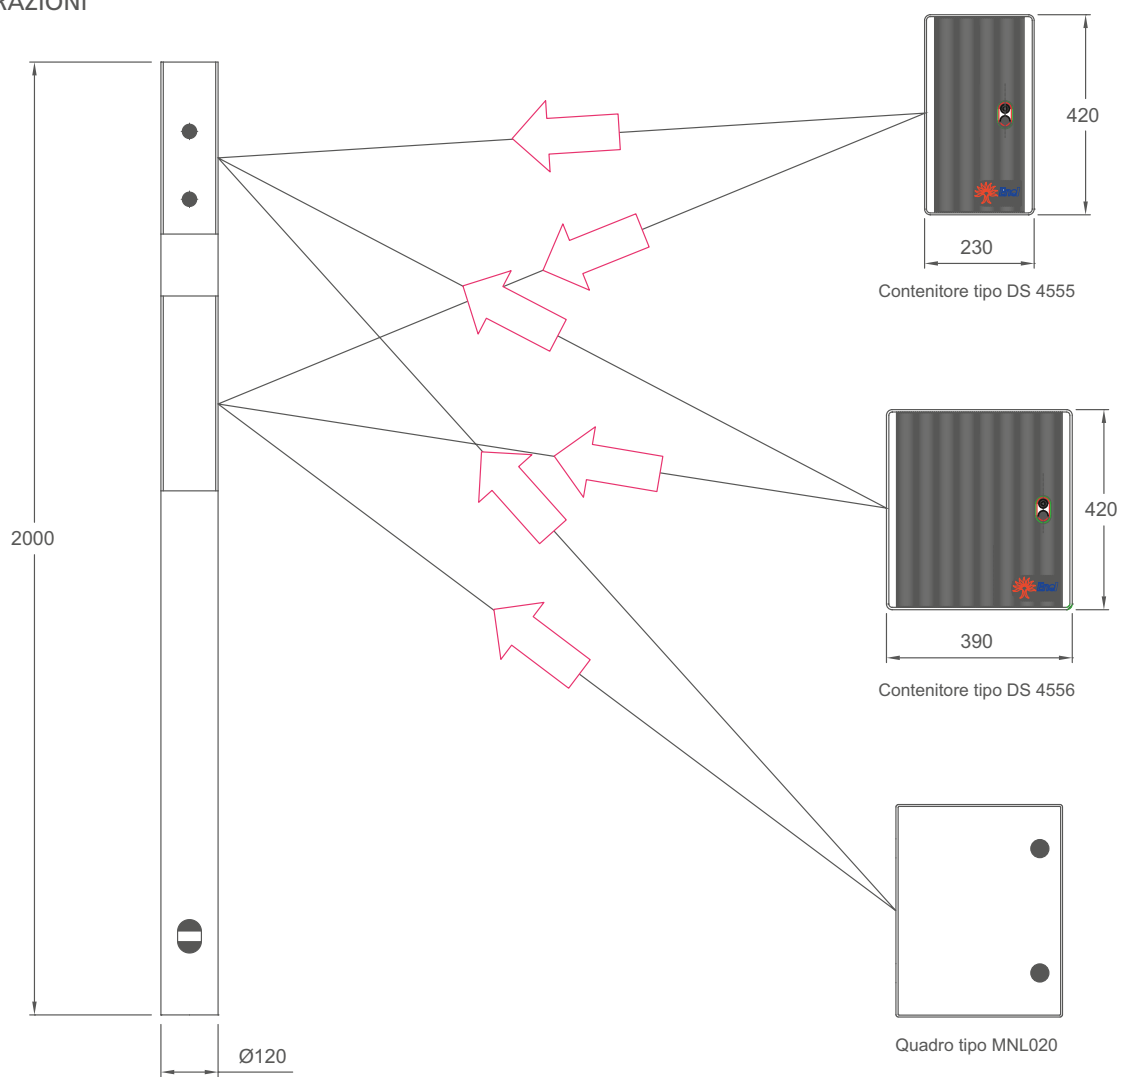 RAZIONI
420
230
Contenitore tipo DS 4555
2000
420
390
Contenitore tipo DS 4556
Ø120
Quadro tipo MNL020